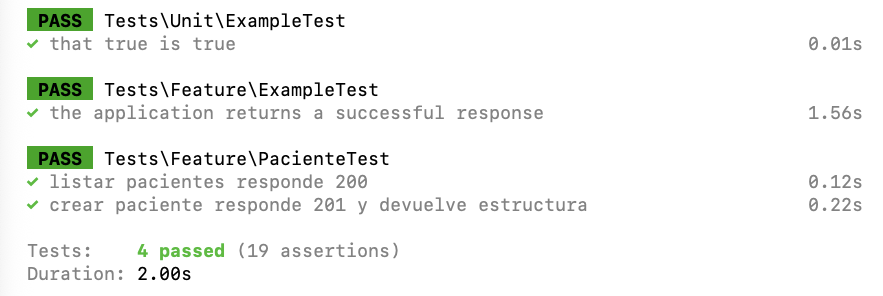 PASS Tests\Unit\ExampleTest
✓ that true is true 0.01s
PASS Tests\Feature\ExampleTest
✓ the application returns a successful response 1.56s
PASS Tests\Feature\PacienteTest
✓ listar pacientes responde 200 0.12s
✓ crear paciente responde 201 y devuelve estructura 0.22s
Tests: 4 passed (19 assertions)
Duration: 2.00s